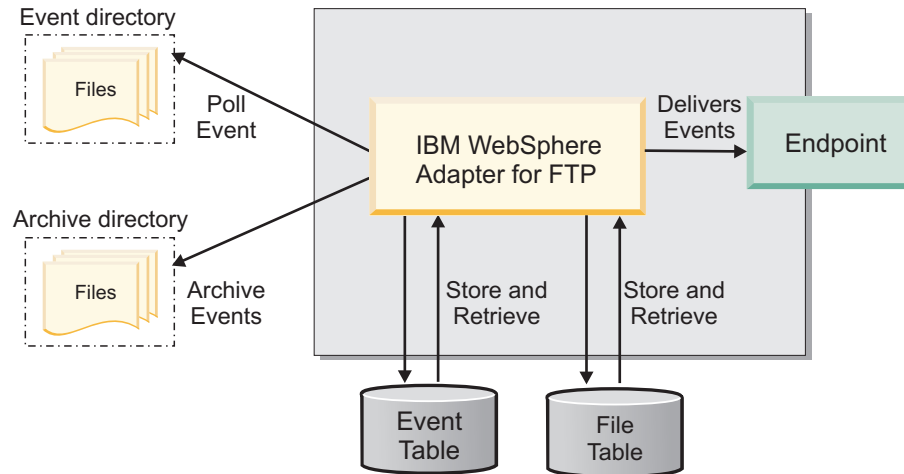 Event directory
Files
Poll
Event
Archive directory
Files
Archive
Events
IBM WebSphere
Adapter for FTP
Delivers
Events
Endpoint
Store and
Retrieve
Store and
Retrieve
Event
Table
File
Table